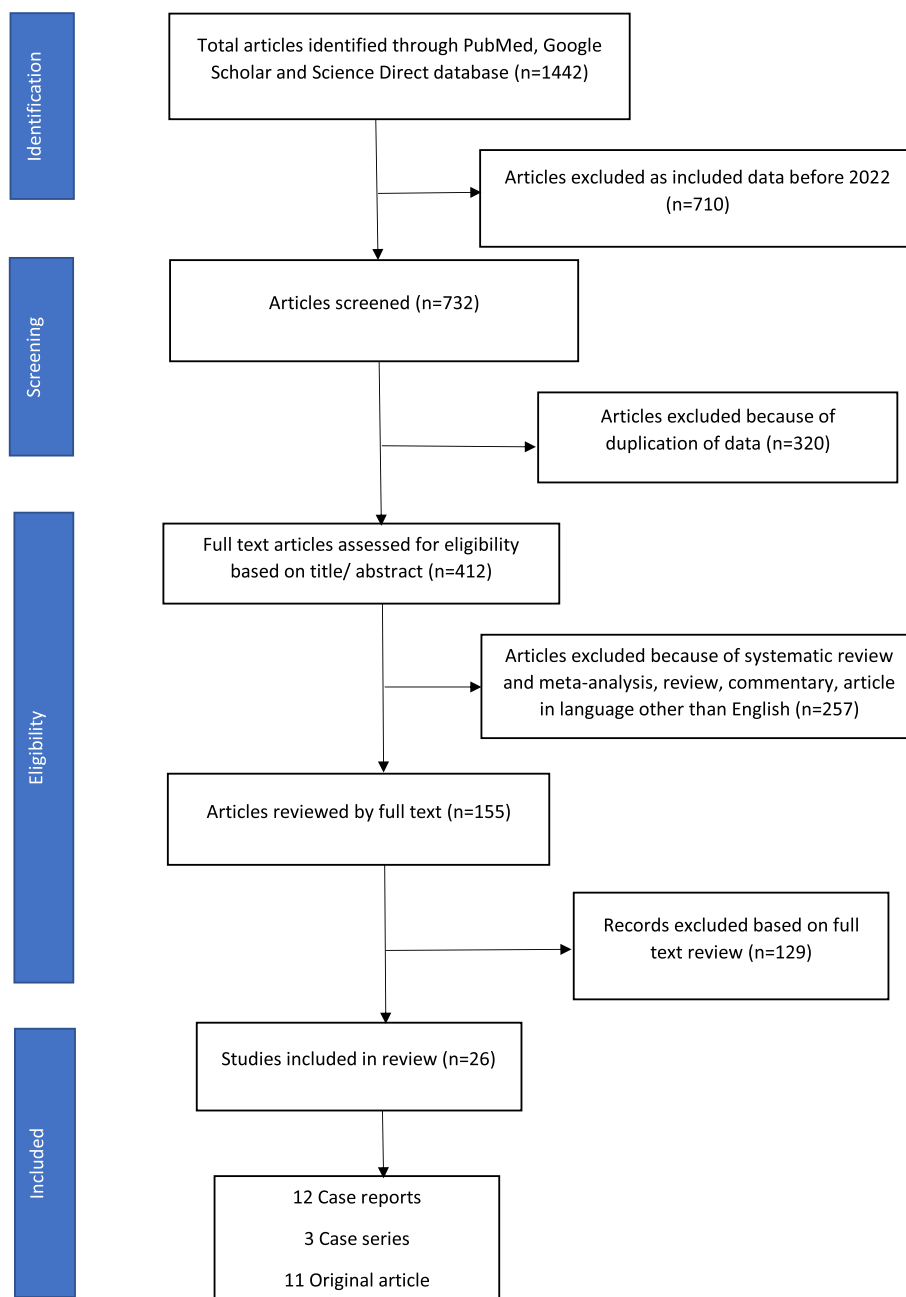 Identification
Total articles identified through PubMed, Google
Scholar and Science Direct database (n=1442)
Articles excluded as included data before 2022
(n=710)
Screening
Articles screened (n=732)
Articles excluded because of
duplication of data (n=320)
Eligibility
Full text articles assessed for eligibility
based on title/ abstract (n=412)
Articles excluded because of systematic review
and meta-analysis, review, commentary, article
in language other than English (n=257)
Articles reviewed by full text (n=155)
Records excluded based on full
text review (n=129)
Included
Studies included in review (n=26)
12 Case reports
3 Case series
11 Original article